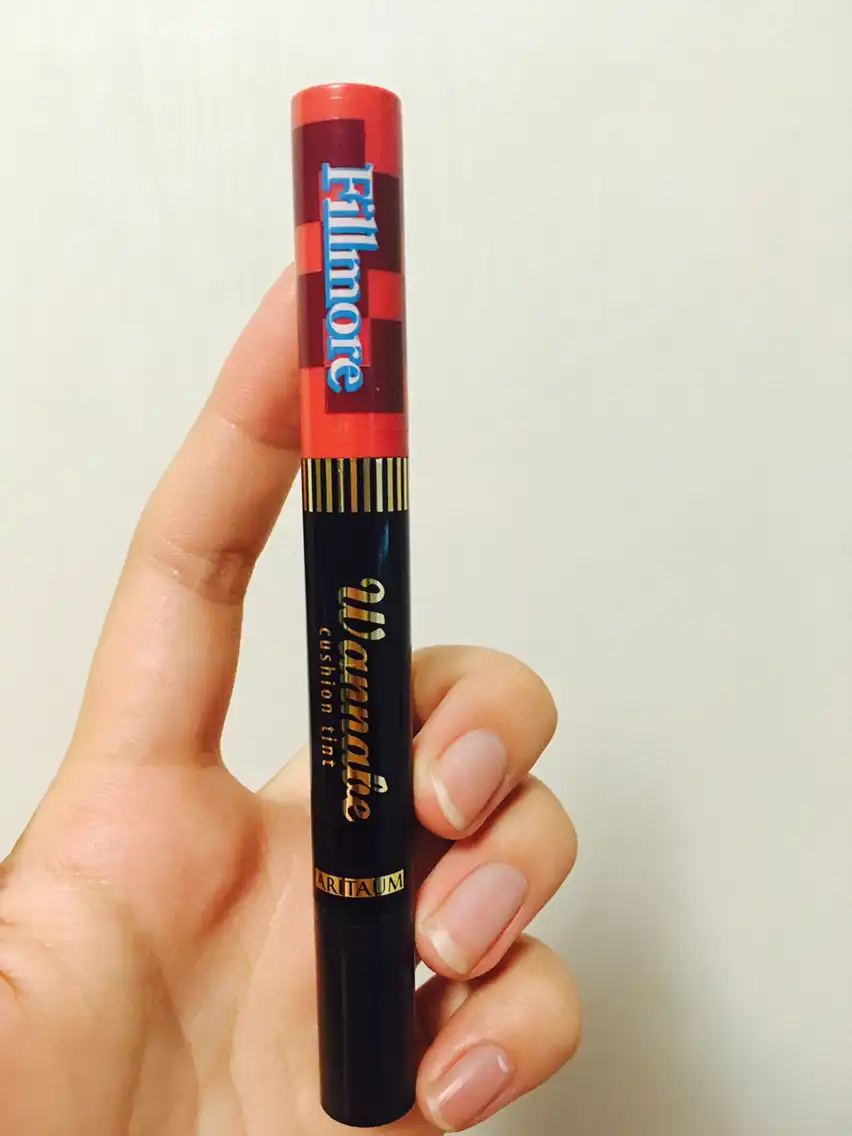 Fillmore
Wannabe
cushion tint
ARITAUM